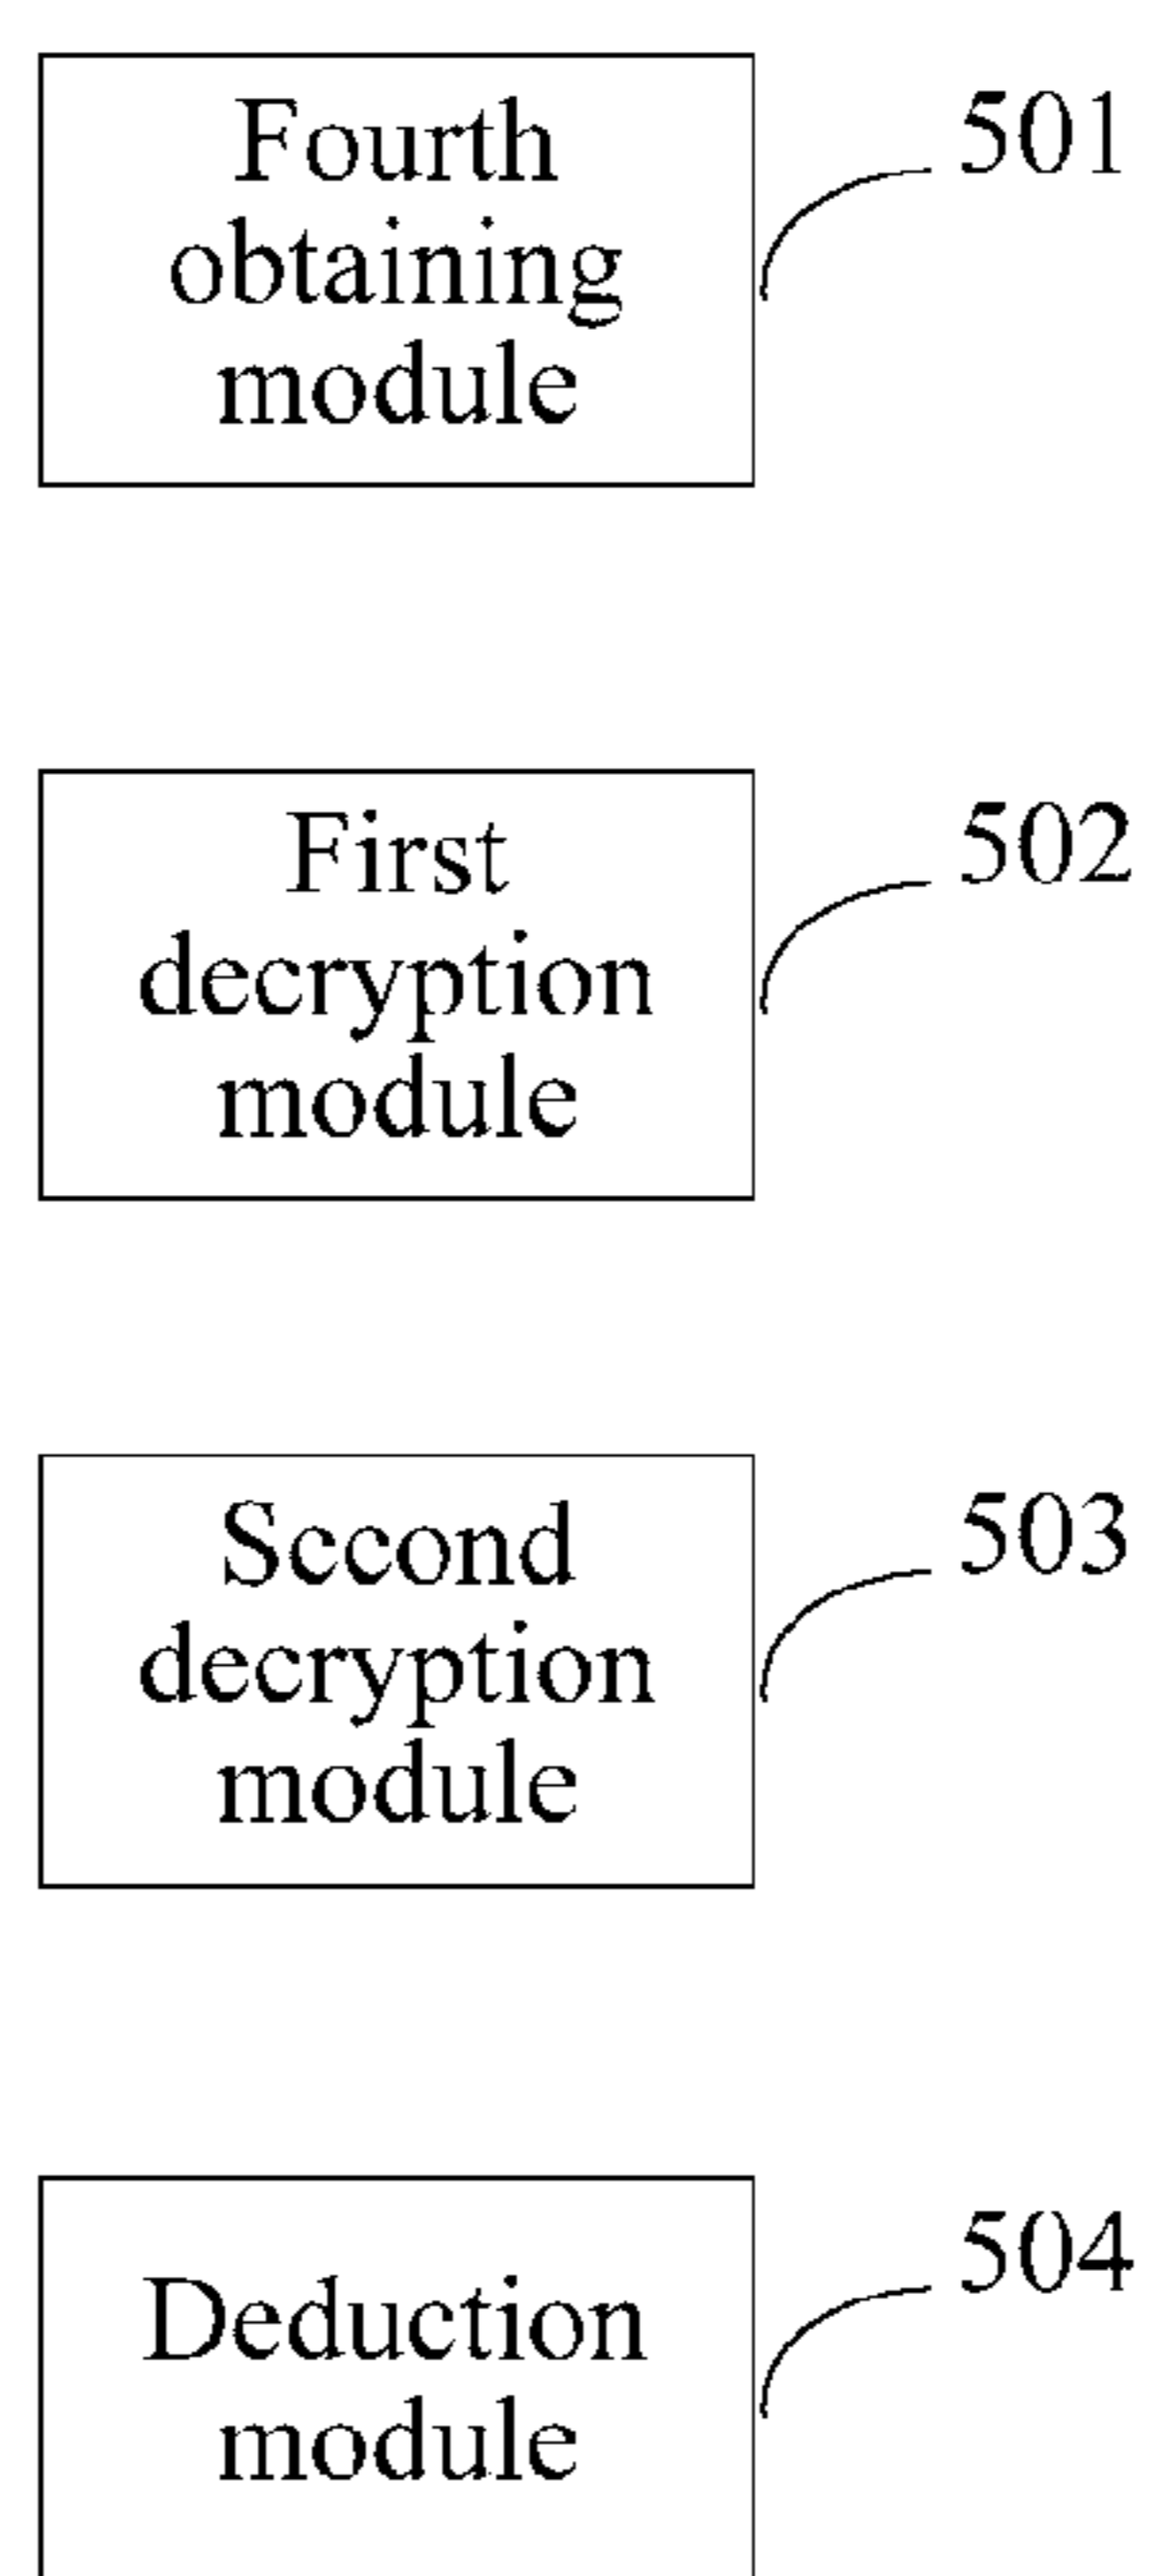 Fourth
obtaining
module
501
First
decryption
module
502
Second
decryption
module
503
Deduction
module
504